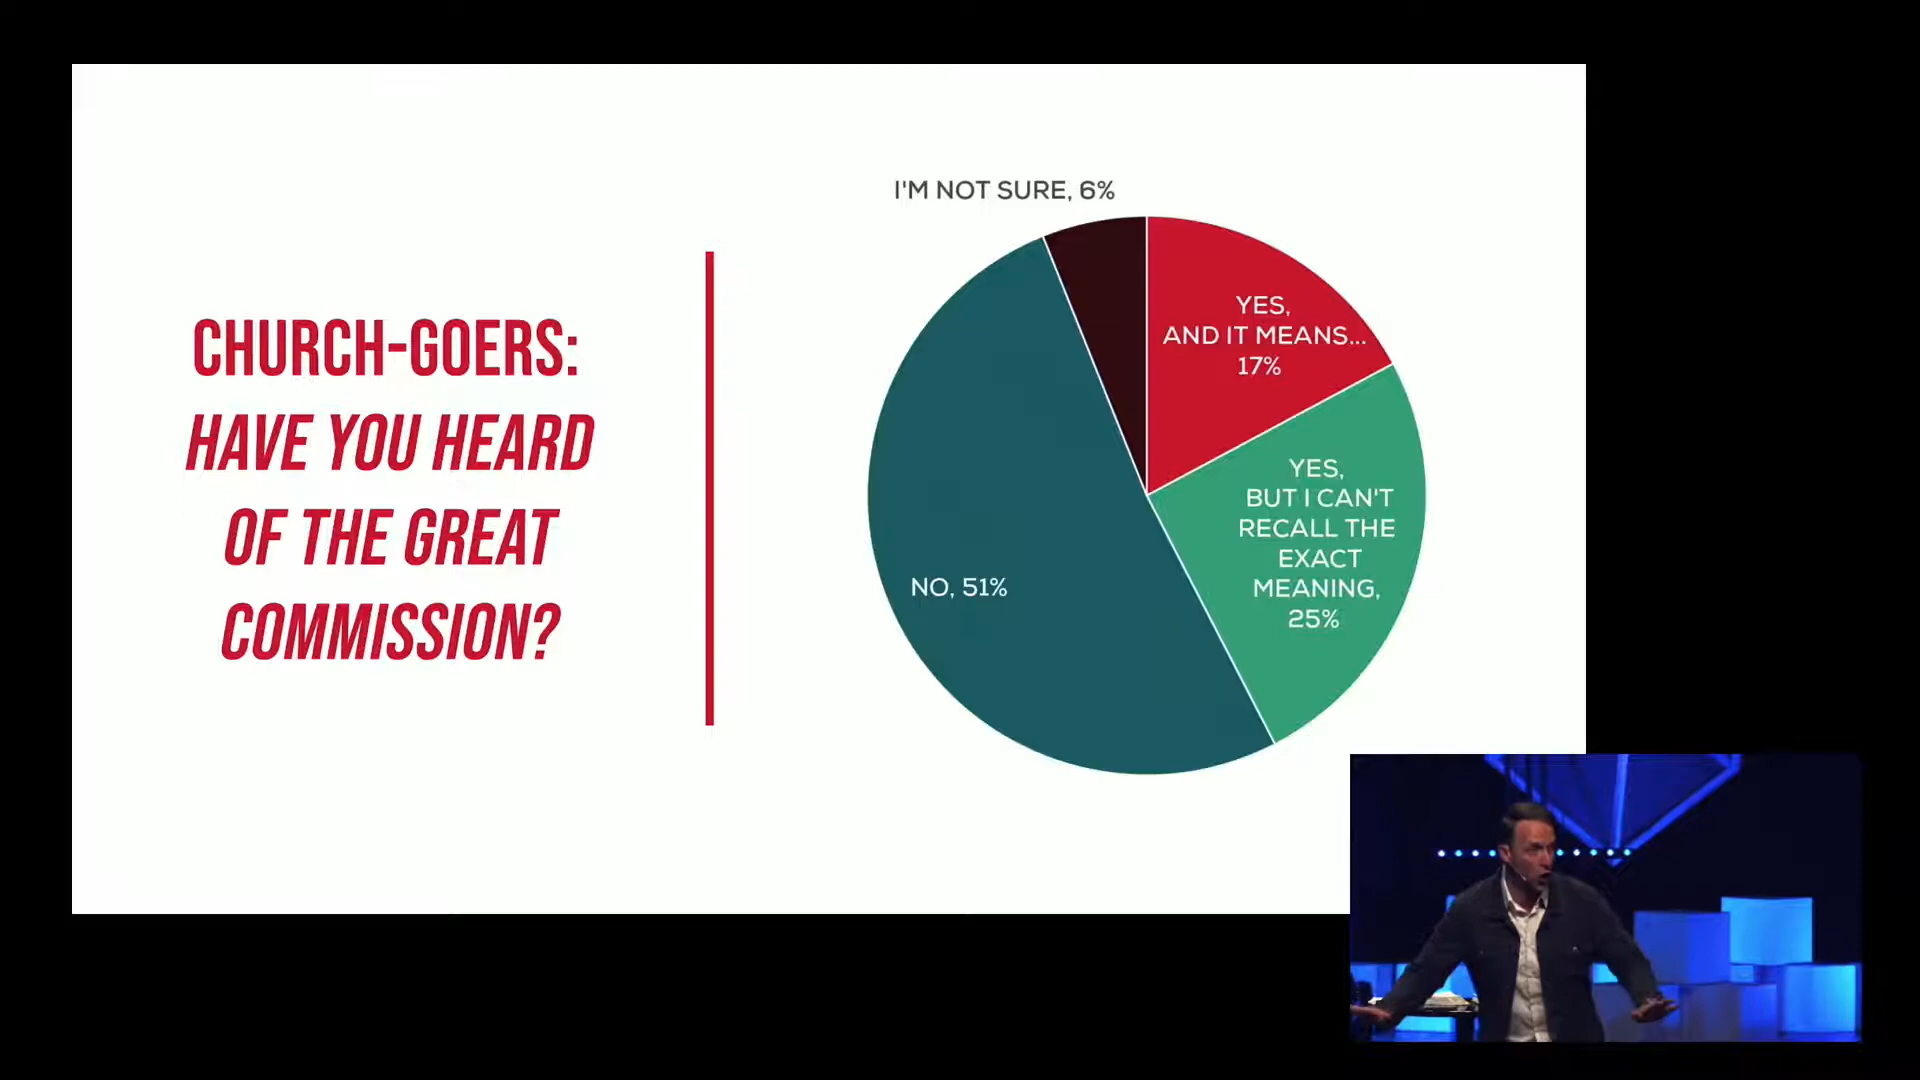 CHURCH-GOERS:
HAVE YOU HEARD
OF THE GREAT
COMMISSION?
I'M NOT SURE, 6%
YES,
AND IT MEANS...
17%
YES,
BUT I CAN'T
RECALL THE
EXACT
MEANING,
25%
NO, 51%